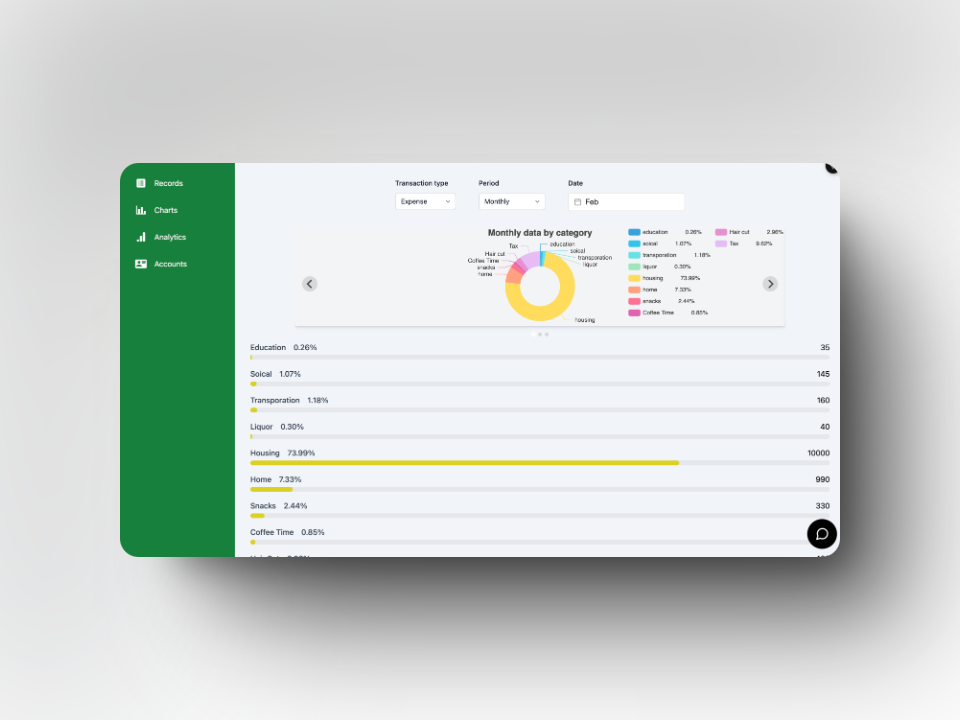 Records
Charts
Analytics
Accounts
Transaction type
Period
Date
Expense
Monthly
Feb
Monthly data by category
Tax
Hair cut
Coffee Time
snacks
home
education
soical
transporation
liquor
housing
education 0.26%
soical 1.07%
transporation 1.18%
liquor 0.30%
housing 73.99%
home 7.33%
snacks 2.44%
Coffee Time 0.85%
Hair cut 2.96%
Tax 9.62%
Education 0.26% 35
Soical 1.07% 145
Transporation 1.18% 160
Liquor 0.30% 40
Housing 73.99% 10000
Home 7.33% 990
Snacks 2.44% 330
Coffee Time 0.85%